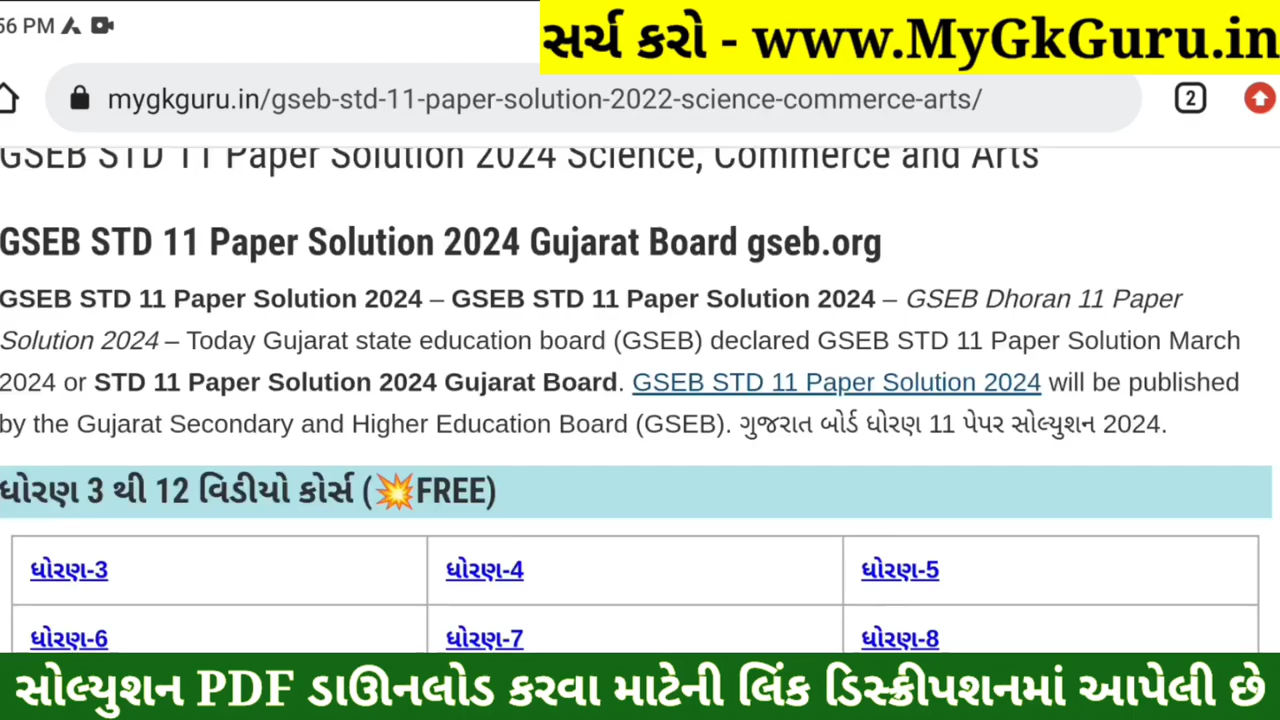 56 PM
સર્ચ કરો - www.MyGkGuru.in
mygkguru.in/gseb-std-11-paper-solution-2022-science-commerce-arts/
2
GSEB STD 11 Paper Solution 2024 Science, Commerce and Arts
GSEB STD 11 Paper Solution 2024 Gujarat Board gseb.org
GSEB STD 11 Paper Solution 2024 – GSEB STD 11 Paper Solution 2024 – GSEB Dhoran 11 Paper
Solution 2024 – Today Gujarat state education board (GSEB) declared GSEB STD 11 Paper Solution March
2024 or STD 11 Paper Solution 2024 Gujarat Board. GSEB STD 11 Paper Solution 2024 will be published
by the Gujarat Secondary and Higher Education Board (GSEB). ગુજરાત બોર્ડ ધોરણ 11 પેપર સોલ્યુશન 2024.
ધોરણ 3 થી 12 વિડીયો કોર્સ (💥FREE)
ધોરણ-3 ધોરણ-4 ધોરણ-5
ધોરણ-6 ધોરણ-7 ધોરણ-8
સોલ્યુશન PDF ડાઊનલોડ કરવા માટેની લિંક ડિસ્ક્રીપશનમાં આપેલી છે